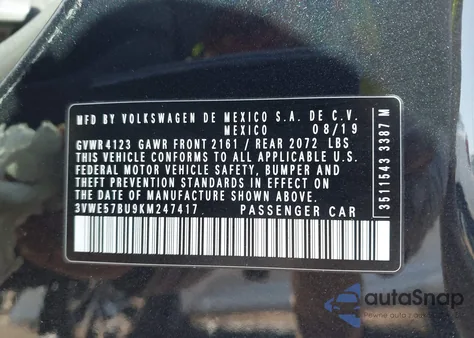 MFD BY VOLKSWAGEN DE MEXICO S.A. DE C.V.
MEXICO 08/19
GVWR 4123 GAWR FRONT 2161 / REAR 2072 LBS
THIS VEHICLE CONFORMS TO ALL APPLICABLE U.S.
FEDERAL MOTOR VEHICLE SAFETY, BUMPER AND
THEFT PREVENTION STANDARDS IN EFFECT ON
THE DATE OF MANUFACTURE SHOWN ABOVE.
3VWE57BU9KM247417 PASSENGER CAR
3511543 3387 M
autoSnap